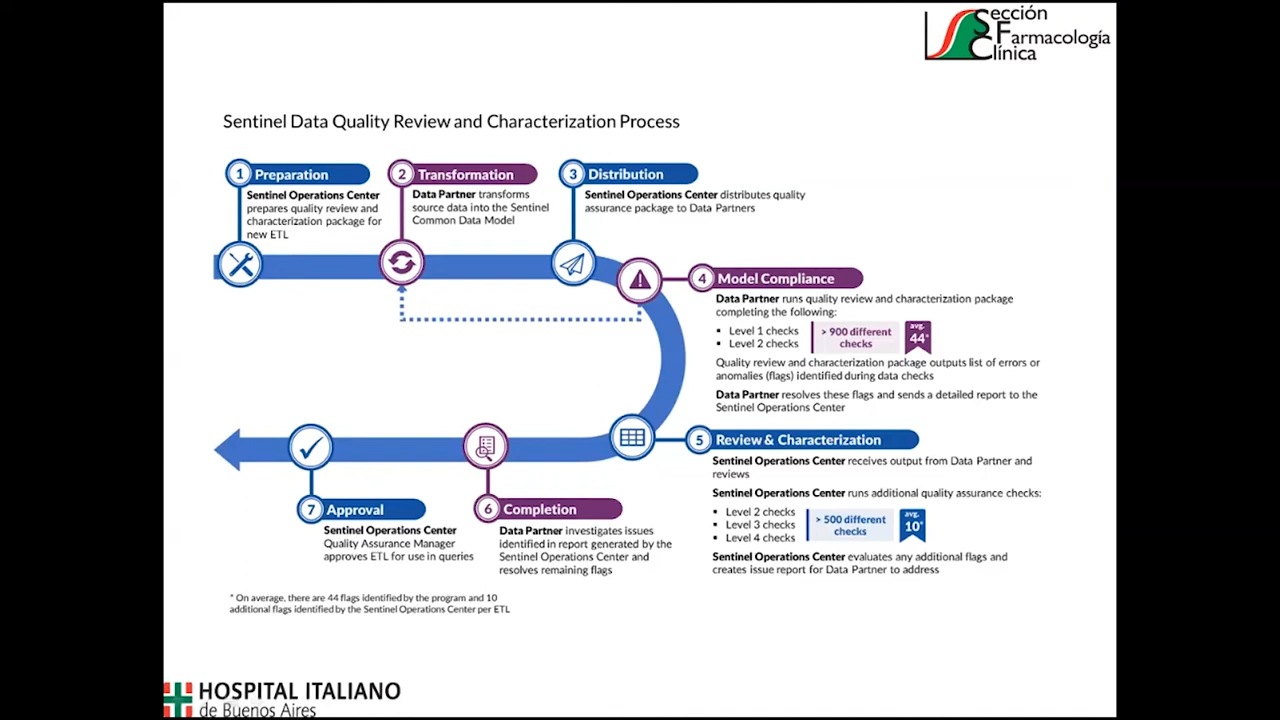 Sección
Farmacología
Clínica
Sentinel Data Quality Review and Characterization Process
1 Preparation
Sentinel Operations Center
prepares quality review and
characterization package for
new ETL
2 Transformation
Data Partner transforms
source data into the Sentinel
Common Data Model
3 Distribution
Sentinel Operations Center distributes quality
assurance package to Data Partners
4 Model Compliance
Data Partner runs quality review and characterization package
completing the following:
▪ Level 1 checks
▪ Level 2 checks
> 900 different
checks
avg.
44*
Quality review and characterization package outputs list of errors or
anomalies (flags) identified during data checks
Data Partner resolves these flags and sends a detailed report to the
Sentinel Operations Center
5 Review & Characterization
Sentinel Operations Center receives output from Data Partner and
reviews
Sentinel Operations Center runs additional quality assurance checks:
▪ Level 2 checks
▪ Level 3 checks
▪ Level 4 checks
> 500 different
checks
avg.
10*
Sentinel Operations Center evaluates any additional flags and
creates issue report for Data Partner to address
6 Completion
Data Partner investigates issues
identified in report generated by the
Sentinel Operations Center and
resolves remaining flags
7 Approval
Sentinel Operations Center
Quality Assurance Manager
approves ETL for use in queries
* On average, there are 44 flags identified by the program and 10
additional flags identified by the Sentinel Operations Center per ETL
HOSPITAL ITALIANO
de Buenos Aires